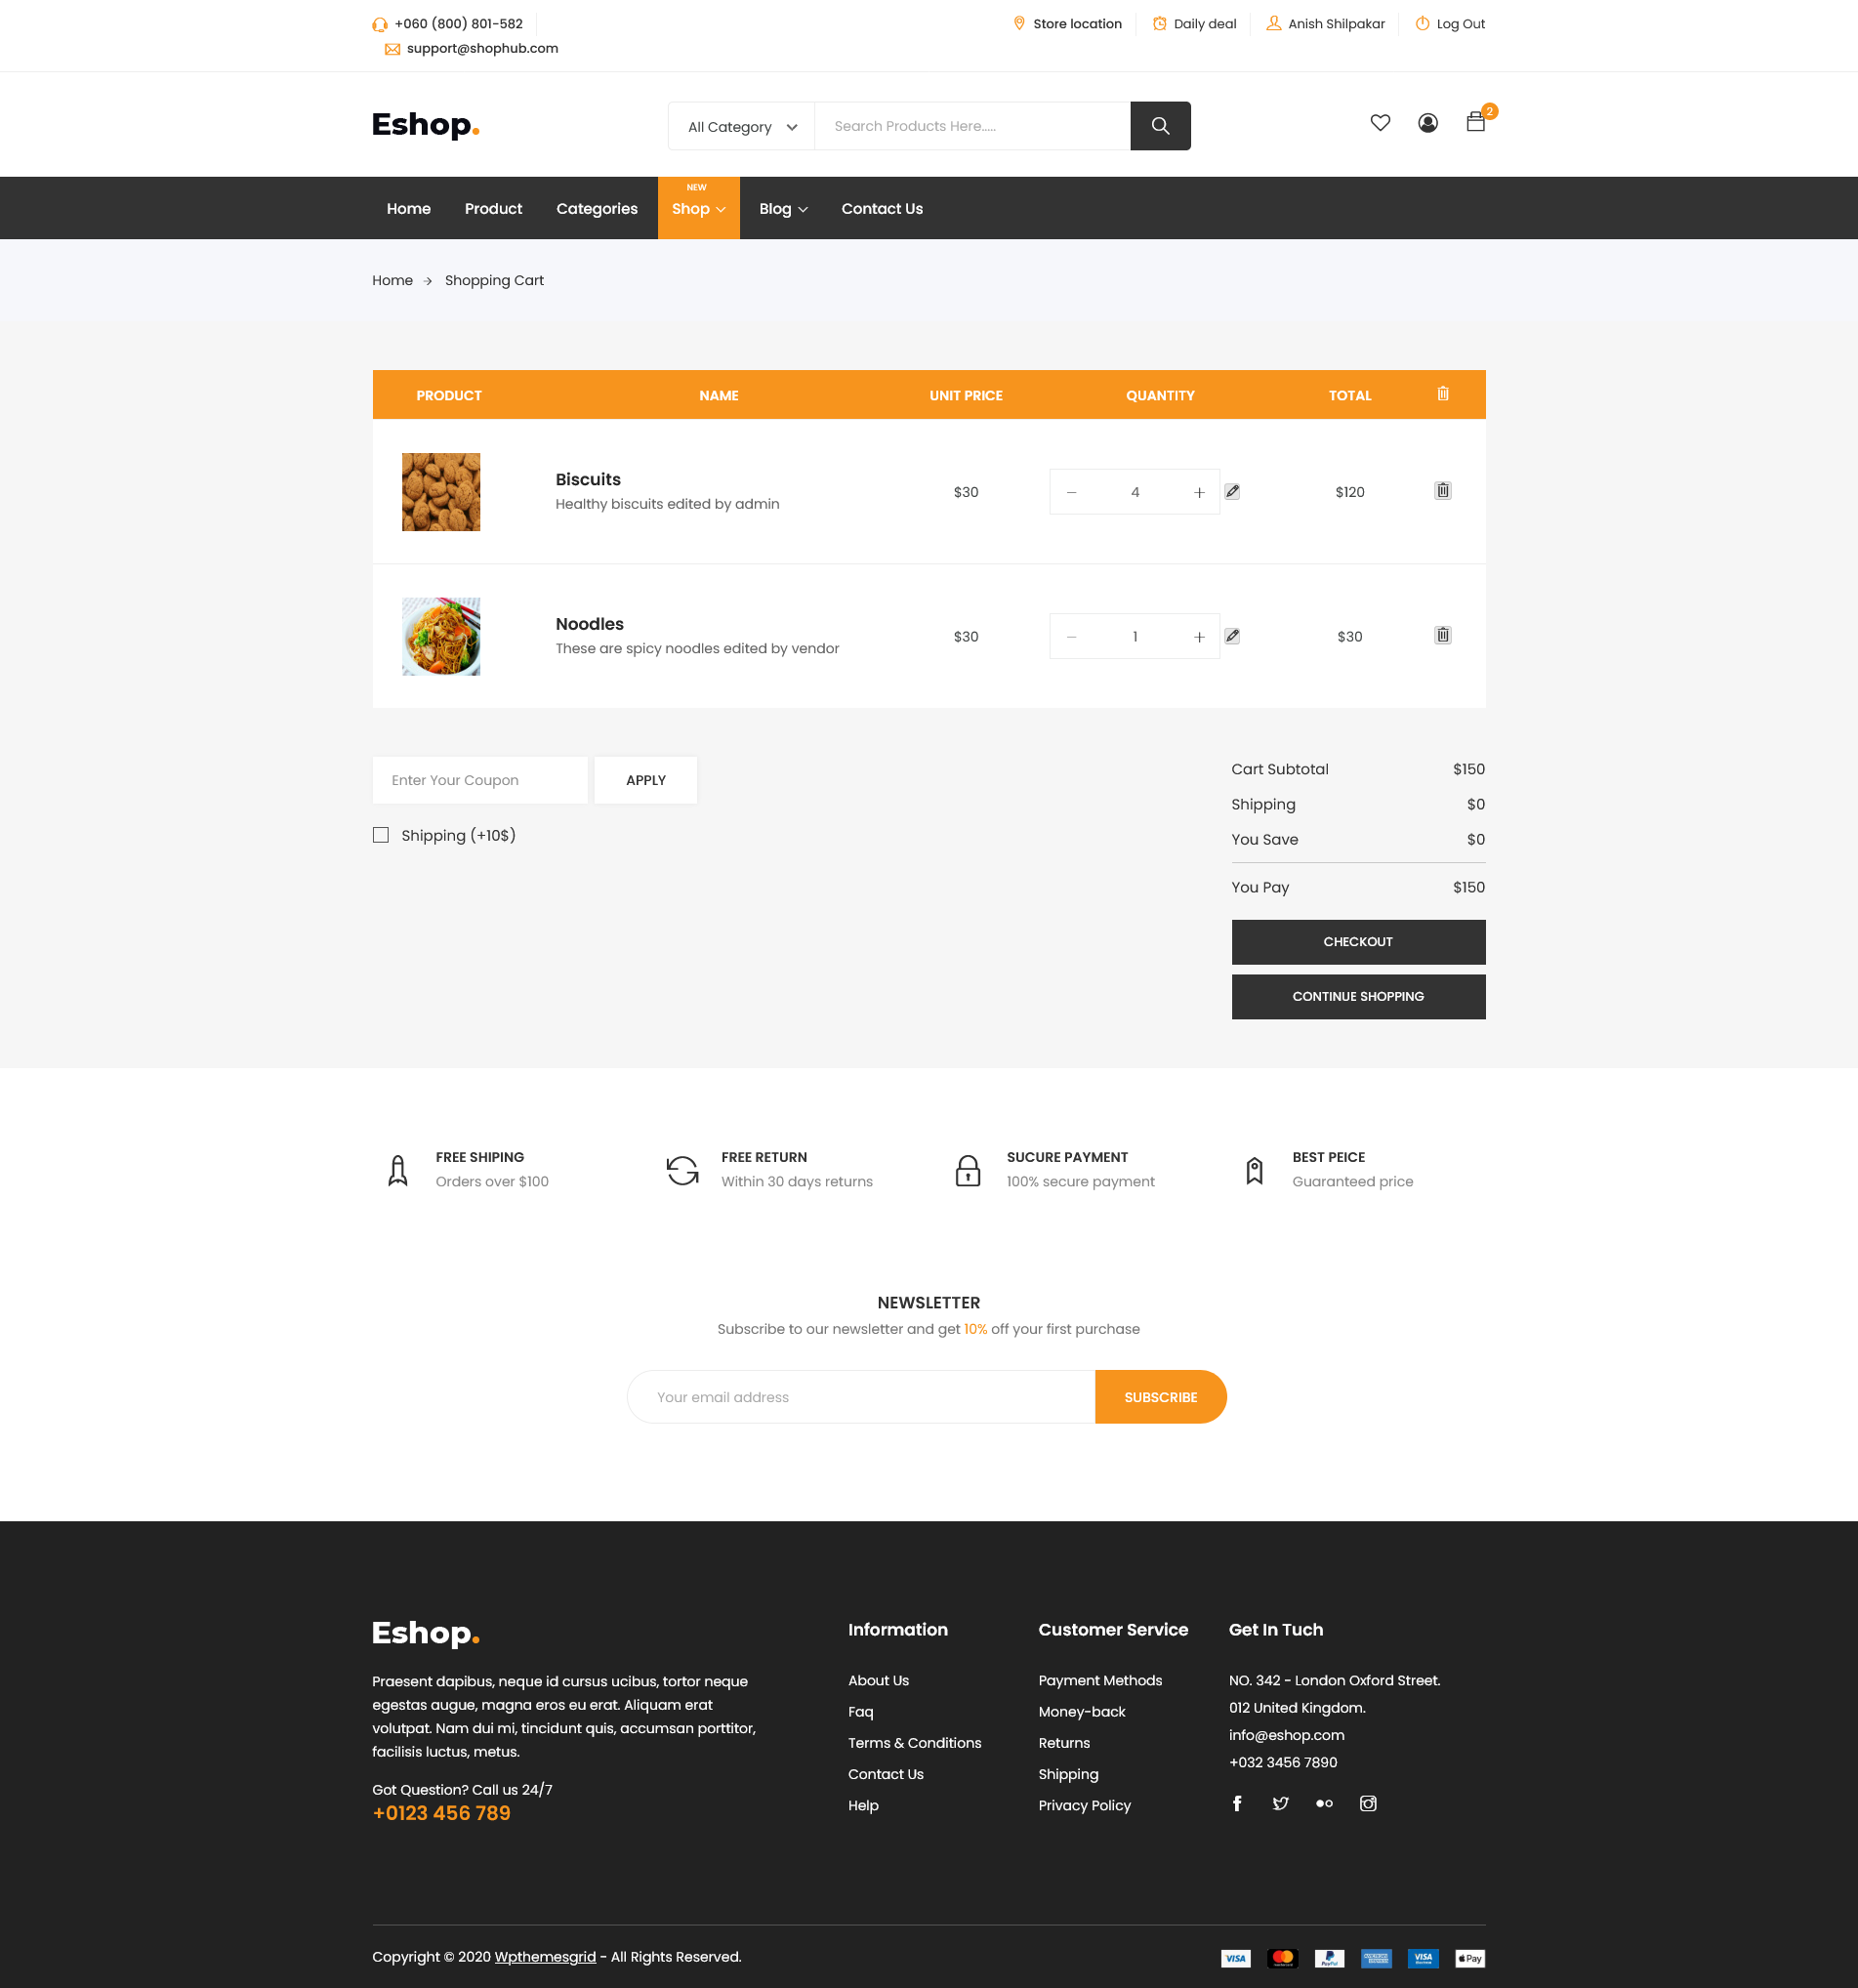 +060 (800) 801-582
support@shophub.com
Store location
Daily deal
Anish Shilpakar
Log Out
Eshop.
All Category
Search Products Here.....
2
NEW
Home
Product
Categories
Shop
Blog
Contact Us
Home
Shopping Cart
PRODUCT
NAME
UNIT PRICE
QUANTITY
TOTAL
Biscuits
Healthy biscuits edited by admin
$30
4
$120
Noodles
These are spicy noodles edited by vendor
$30
1
$30
Enter Your Coupon
APPLY
Shipping (+10$)
Cart Subtotal
$150
Shipping
$0
You Save
$0
You Pay
$150
CHECKOUT
CONTINUE SHOPPING
FREE SHIPING
Orders over $100
FREE RETURN
Within 30 days returns
SUCURE PAYMENT
100% secure payment
BEST PEICE
Guaranteed price
NEWSLETTER
Subscribe to our newsletter and get 10% off your first purchase
Your email address
SUBSCRIBE
Eshop.
Praesent dapibus, neque id cursus ucibus, tortor neque
egestas augue, magna eros eu erat. Aliquam erat
volutpat. Nam dui mi, tincidunt quis, accumsan porttitor,
facilisis luctus, metus.
Got Question? Call us 24/7
+0123 456 789
Information
About Us
Faq
Terms & Conditions
Contact Us
Help
Customer Service
Payment Methods
Money-back
Returns
Shipping
Privacy Policy
Get In Tuch
NO. 342 - London Oxford Street.
012 United Kingdom.
info@eshop.com
+032 3456 7890
Copyright © 2020 Wpthemesgrid - All Rights Reserved.
VISA
PayPal
VISA
Pay